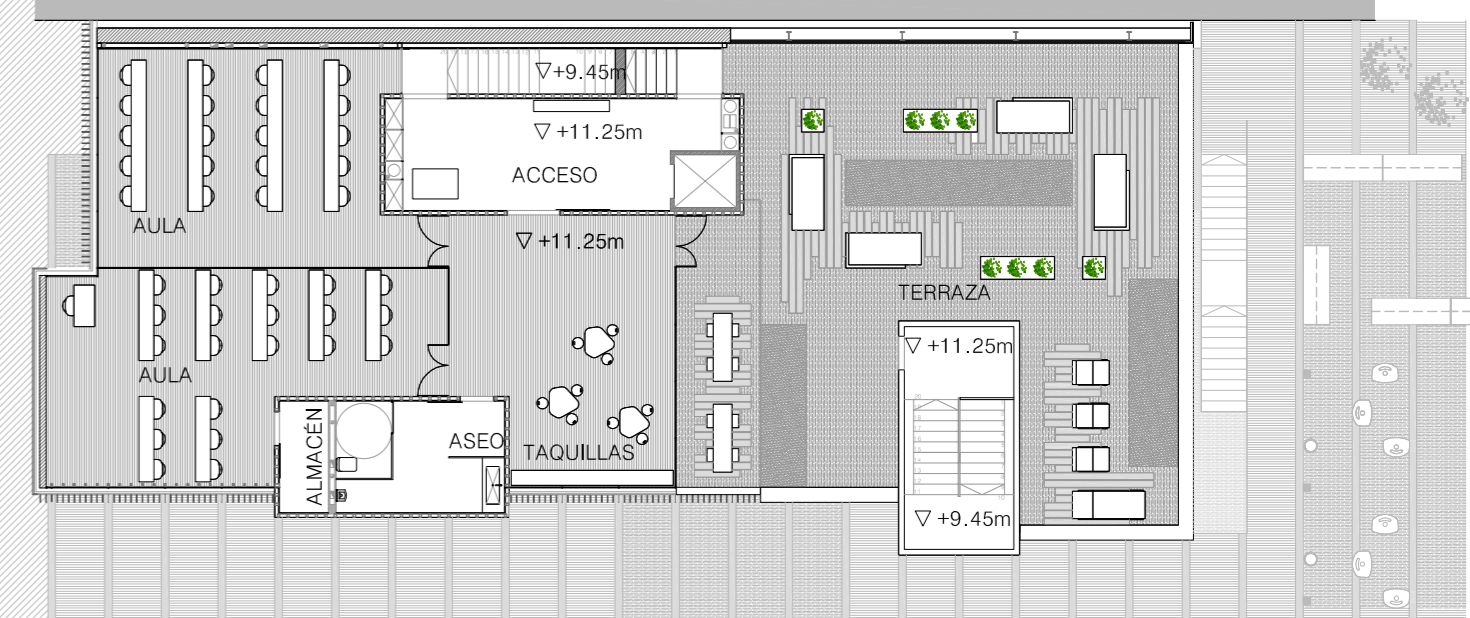 ▽+9.45m
▽ +11.25m
ACCESO
AULA
▽ +11.25m
TERRAZA
▽ +11.25m
AULA
ALMACÉN
ASEO
TAQUILLAS
▽ +9.45m